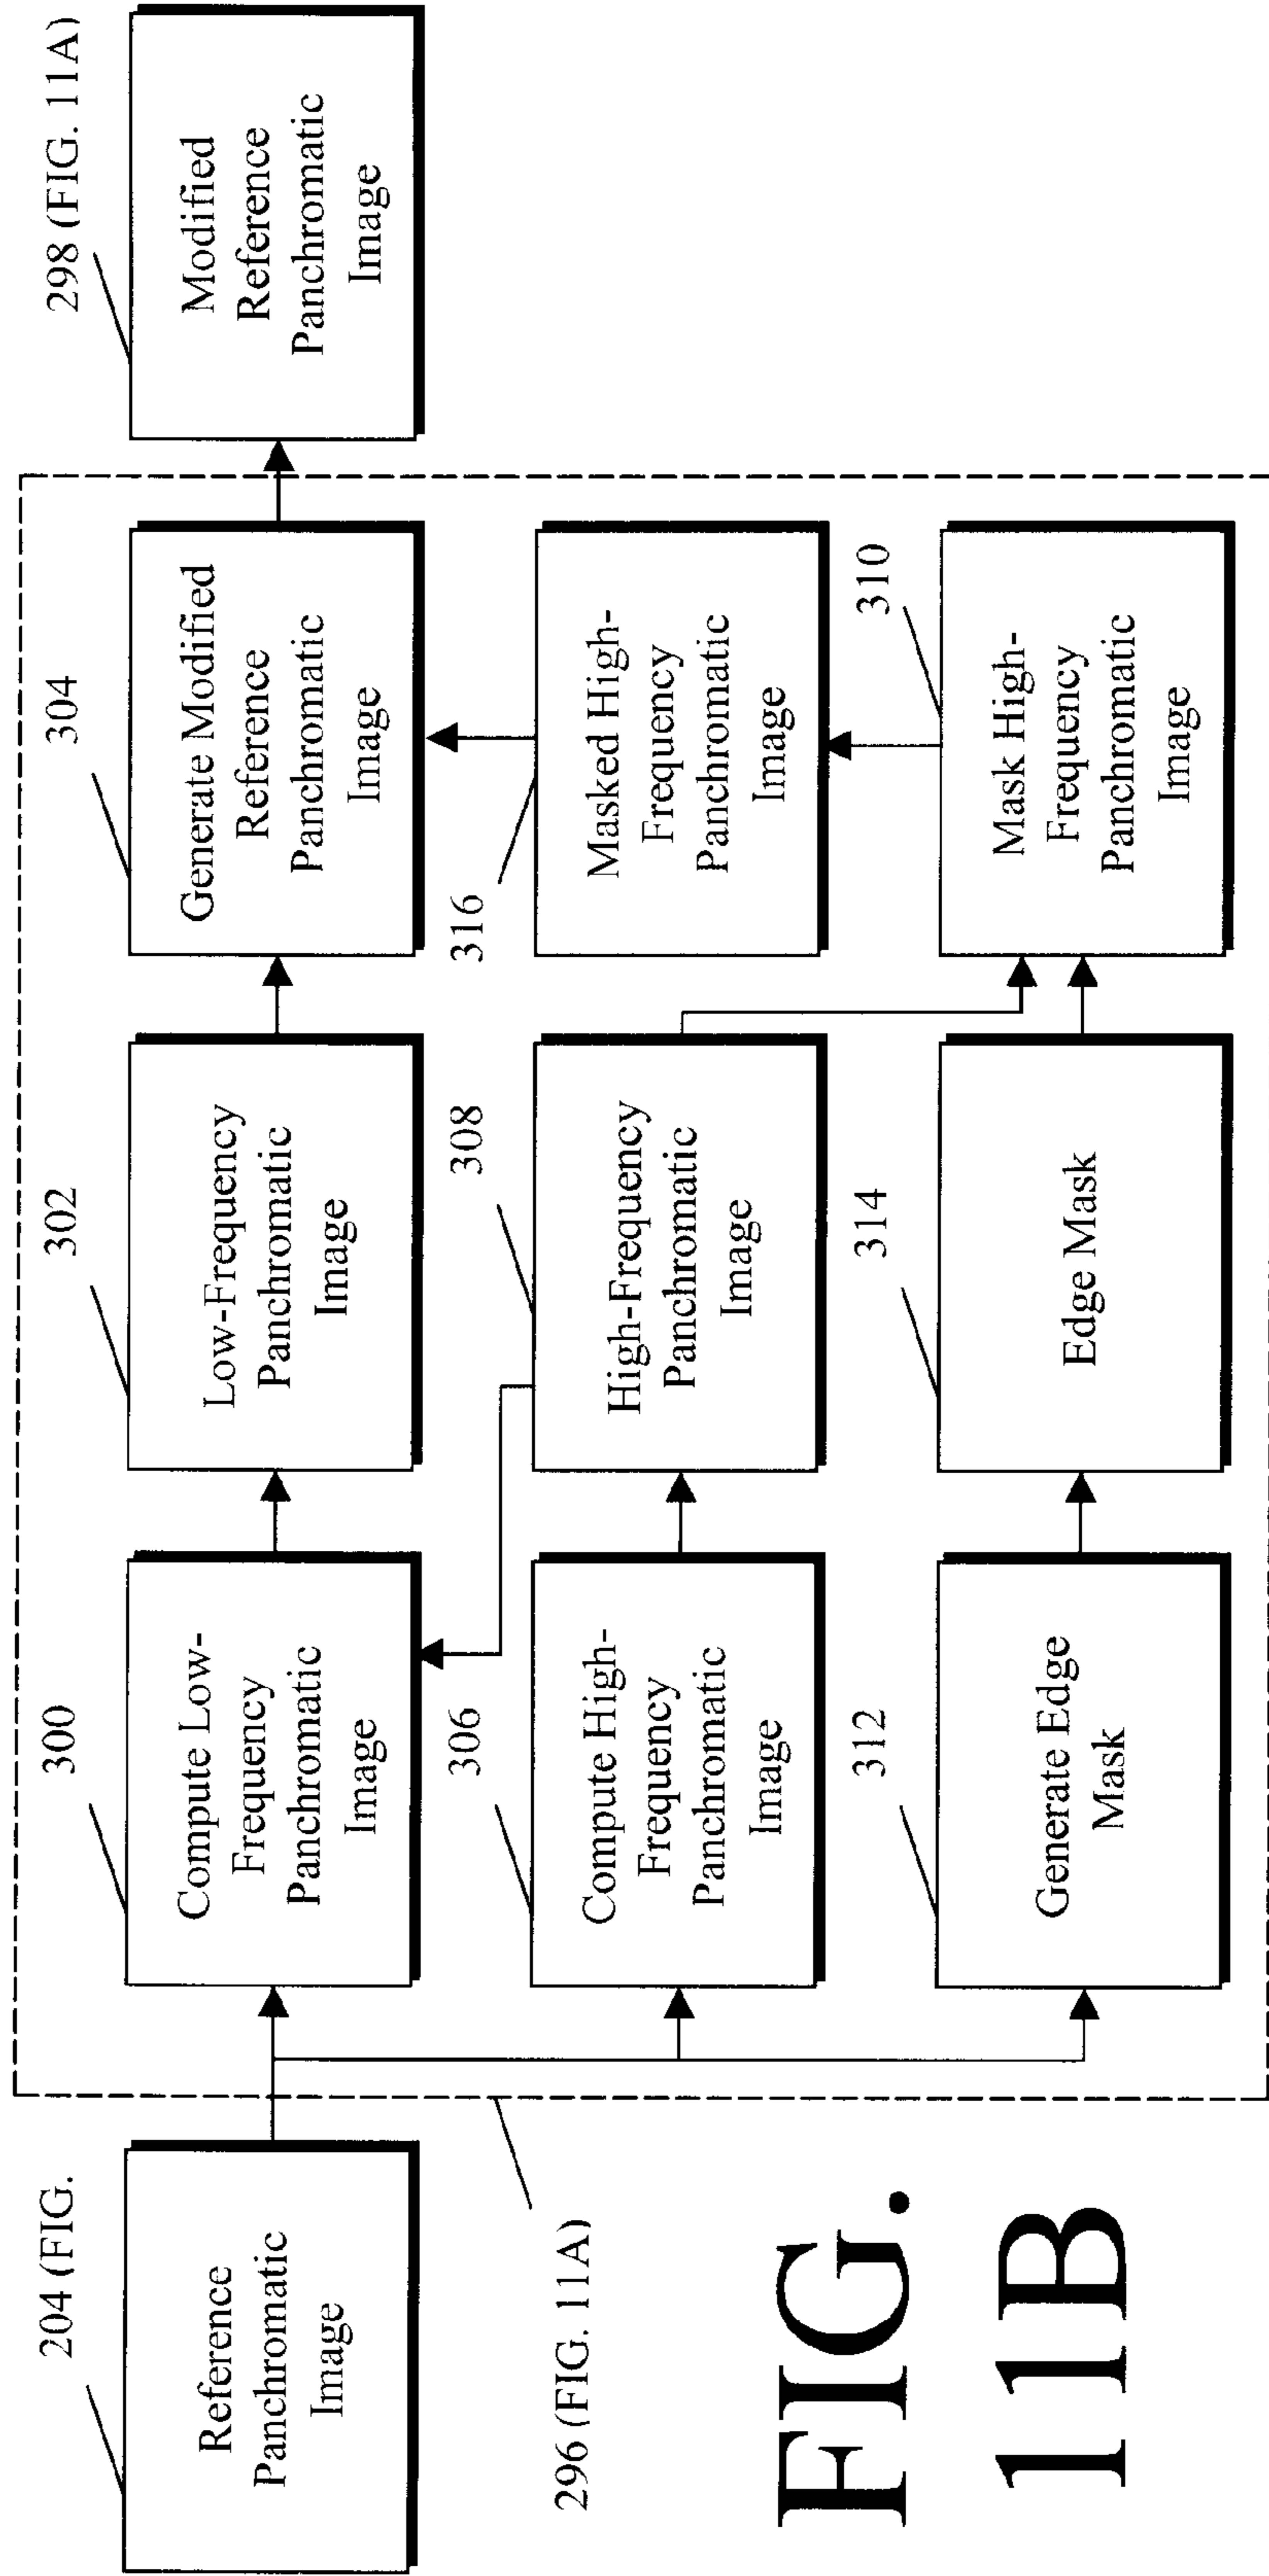 204 (FIG.
Reference
Panchromatic
Image
296 (FIG. 11A)
300
Compute Low-
Frequency
Panchromatic
Image
302
Low-Frequency
Panchromatic
Image
304
Generate Modified
Reference
Panchromatic
Image
298 (FIG. 11A)
Modified
Reference
Panchromatic
Image
306
Compute High-
Frequency
Panchromatic
Image
308
High-Frequency
Panchromatic
Image
316
Masked High-
Frequency
Panchromatic
Image
312
Generate Edge
Mask
314
Edge Mask
310
Mask High-
Frequency
Panchromatic
Image
FIG.
11B